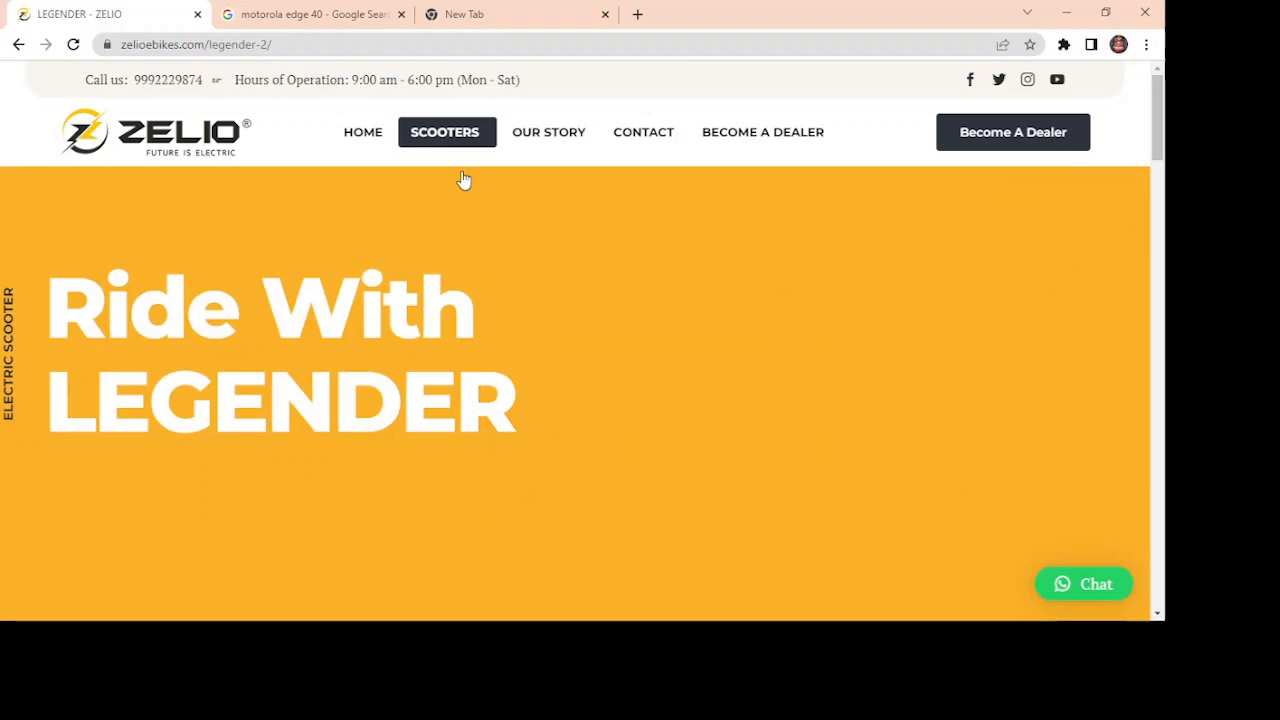 LEGENDER - ZELIO
motorola edge 40 - Google Sear
New Tab
zelioebikes.com/legender-2/
Call us: 9992229874
Hours of Operation: 9:00 am - 6:00 pm (Mon - Sat)
ZELIO®
FUTURE IS ELECTRIC
HOME
SCOOTERS
OUR STORY
CONTACT
BECOME A DEALER
Become A Dealer
ELECTRIC SCOOTER
Ride With
LEGENDER
Chat